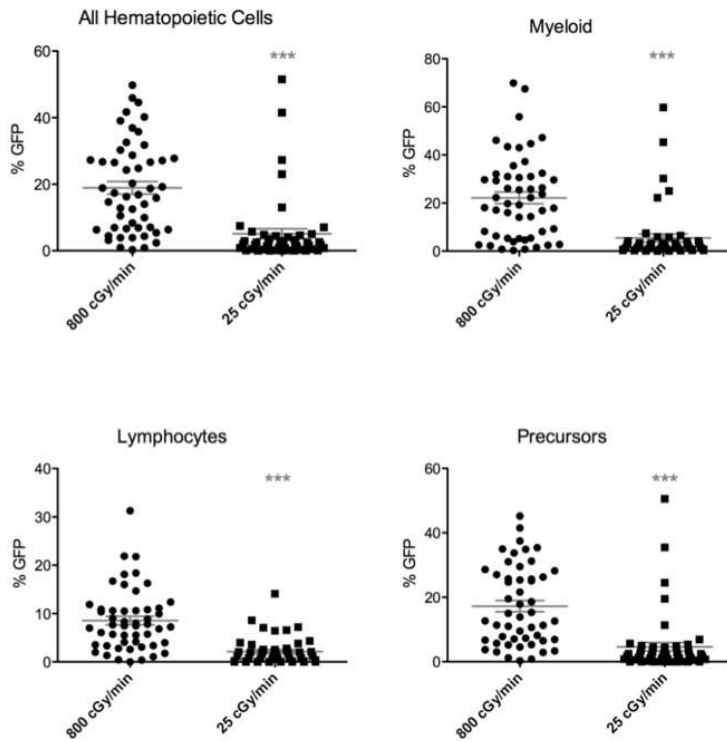 All Hematopoietic Cells
***
% GFP
60
40
20
0
800 cGy/min
25 cGy/min
Myeloid
***
% GFP
80
60
40
20
0
800 cGy/min
25 cGy/min
Lymphocytes
***
% GFP
40
30
20
10
0
800 cGy/min
25 cGy/min
Precursors
***
% GFP
60
40
20
0
800 cGy/min
25 cGy/min